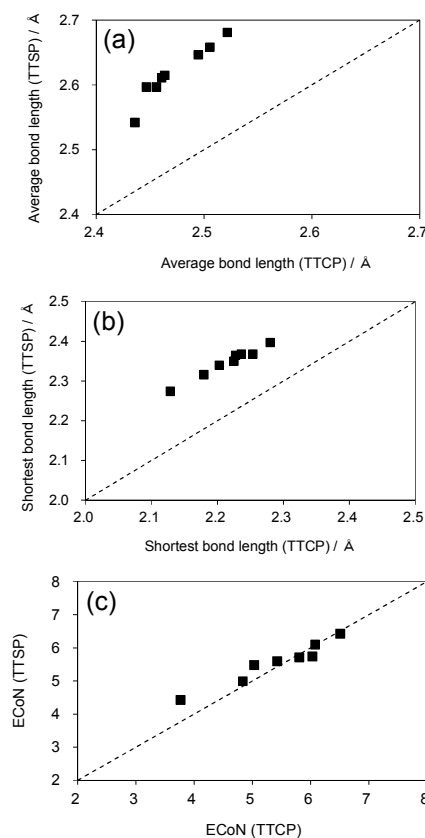 (a)
Average bond length (TTSP) / Å
2.7
2.6
2.5
2.4
2.4 2.5 2.6 2.7
Average bond length (TTCP) / Å
(b)
Shortest bond length (TTSP) / Å
2.5
2.4
2.3
2.2
2.1
2.0
2.0 2.1 2.2 2.3 2.4 2.5
Shortest bond length (TTCP) / Å
(c)
ECoN (TTSP)
8
7
6
5
4
3
2
2 3 4 5 6 7 8
ECoN (TTCP)